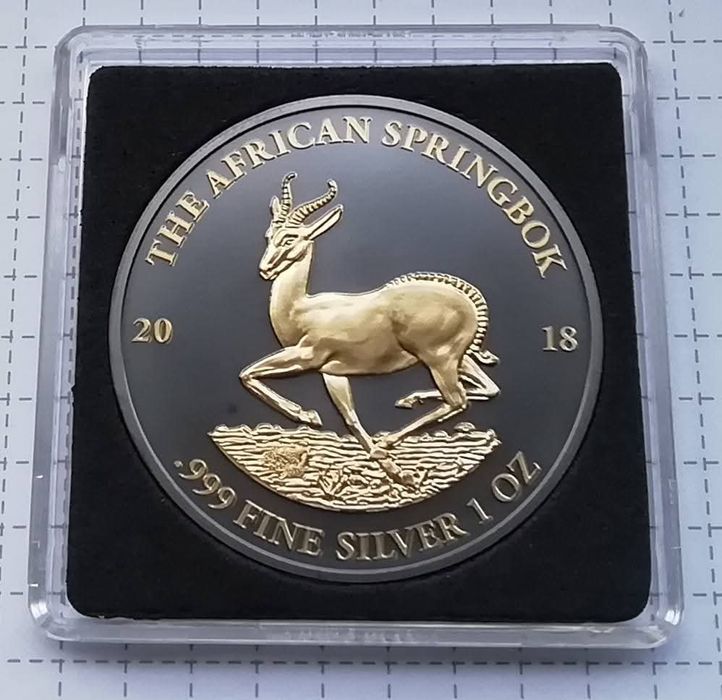 THE AFRICAN SPRINGBOK
20 18
.999 FINE SILVER 1 OZ